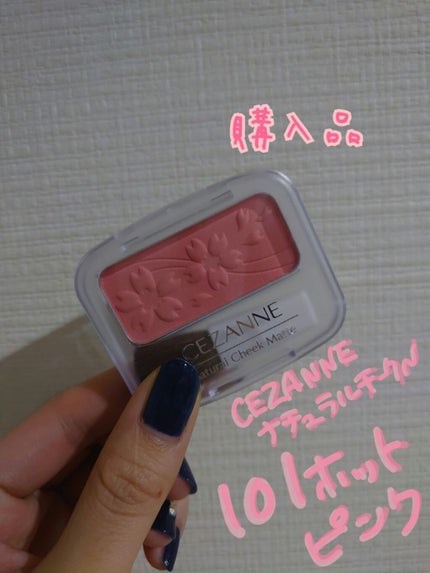 購入品
CEZANNE
Natural Cheek Matte
CEZANNE
ナチュラルチークN
101ホット
ピンク